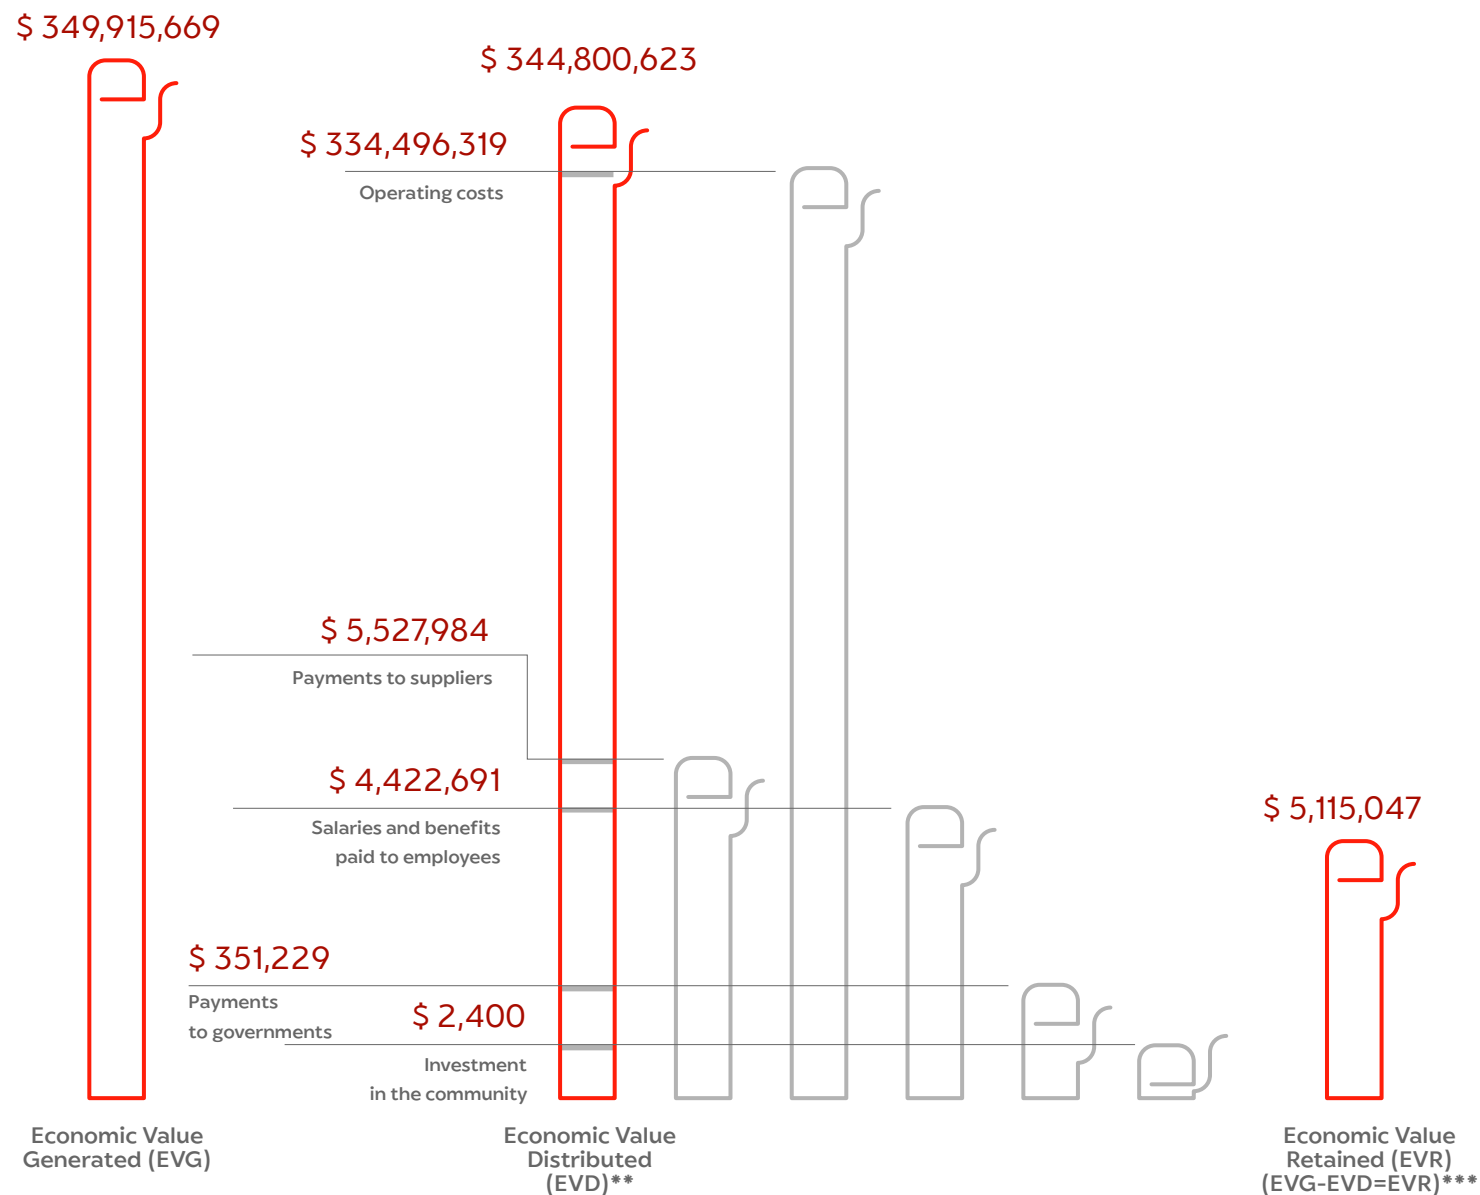 $ 349,915,669
$ 344,800,623
$ 334,496,319
Operating costs
$ 5,527,984
Payments to suppliers
$ 4,422,691
Salaries and benefits
paid to employees
$ 5,115,047
$ 351,229
Payments
to governments
$ 2,400
Investment
in the community
Economic Value
Generated (EVG)
Economic Value
Distributed
(EVD)**
Economic Value
Retained (EVR)
(EVG-EVD=EVR)***